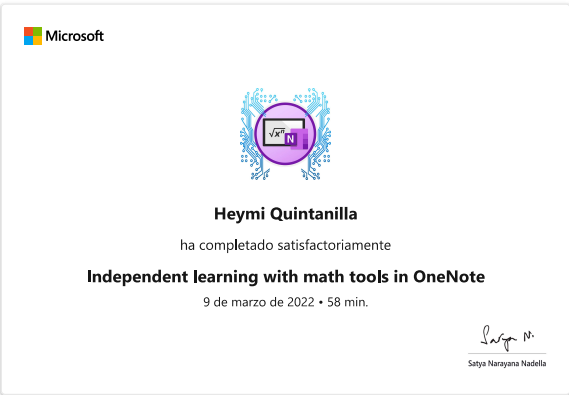 Microsoft
√xⁿ
N
Heymi Quintanilla
ha completado satisfactoriamente
Independent learning with math tools in OneNote
9 de marzo de 2022 • 58 min.
Satya N.
Satya Narayana Nadella